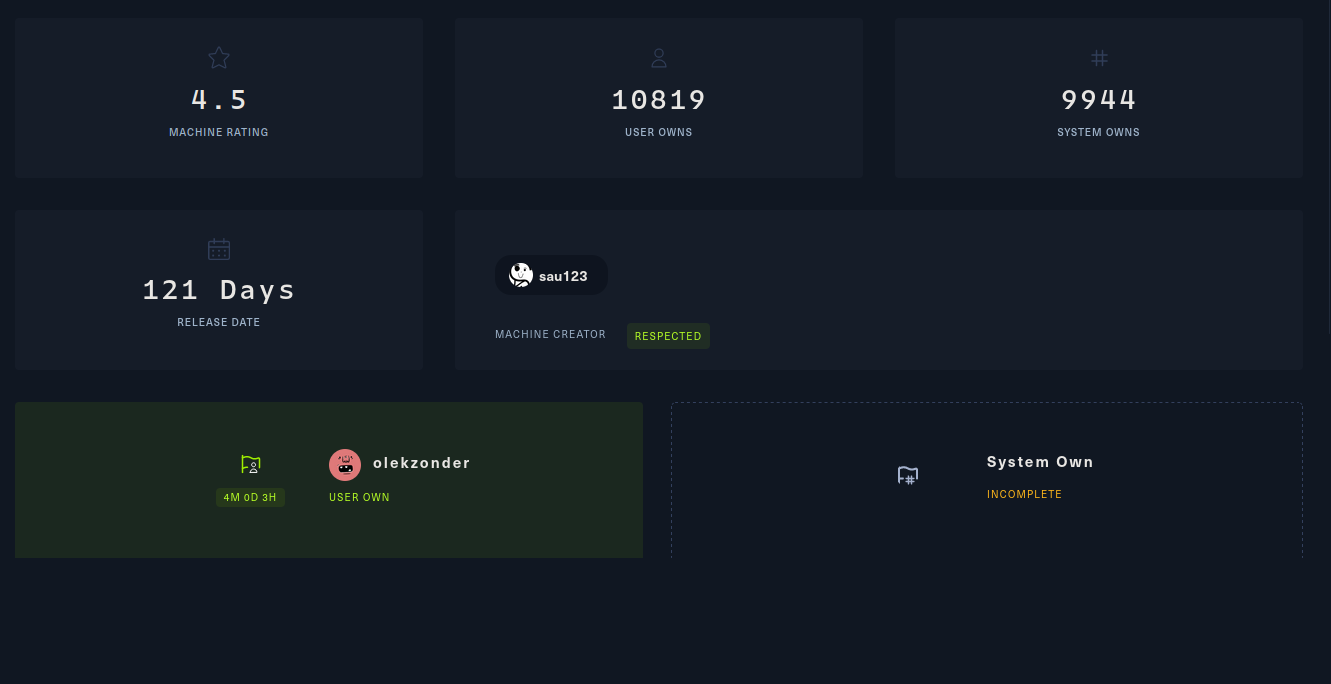 4.5
MACHINE RATING
10819
USER OWNS
9944
SYSTEM OWNS
121 Days
RELEASE DATE
sau123
MACHINE CREATOR
RESPECTED
olekzonder
4M 0D 3H
USER OWN
System Own
INCOMPLETE